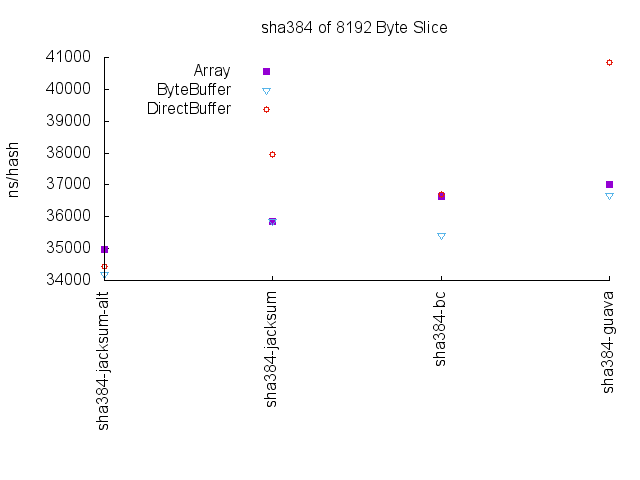 sha384 of 8192 Byte Slice
ns/hash
41000
40000
39000
38000
37000
36000
35000
34000
Array
ByteBuffer
DirectBuffer
sha384-jacksum-alt
sha384-jacksum
sha384-bc
sha384-guava